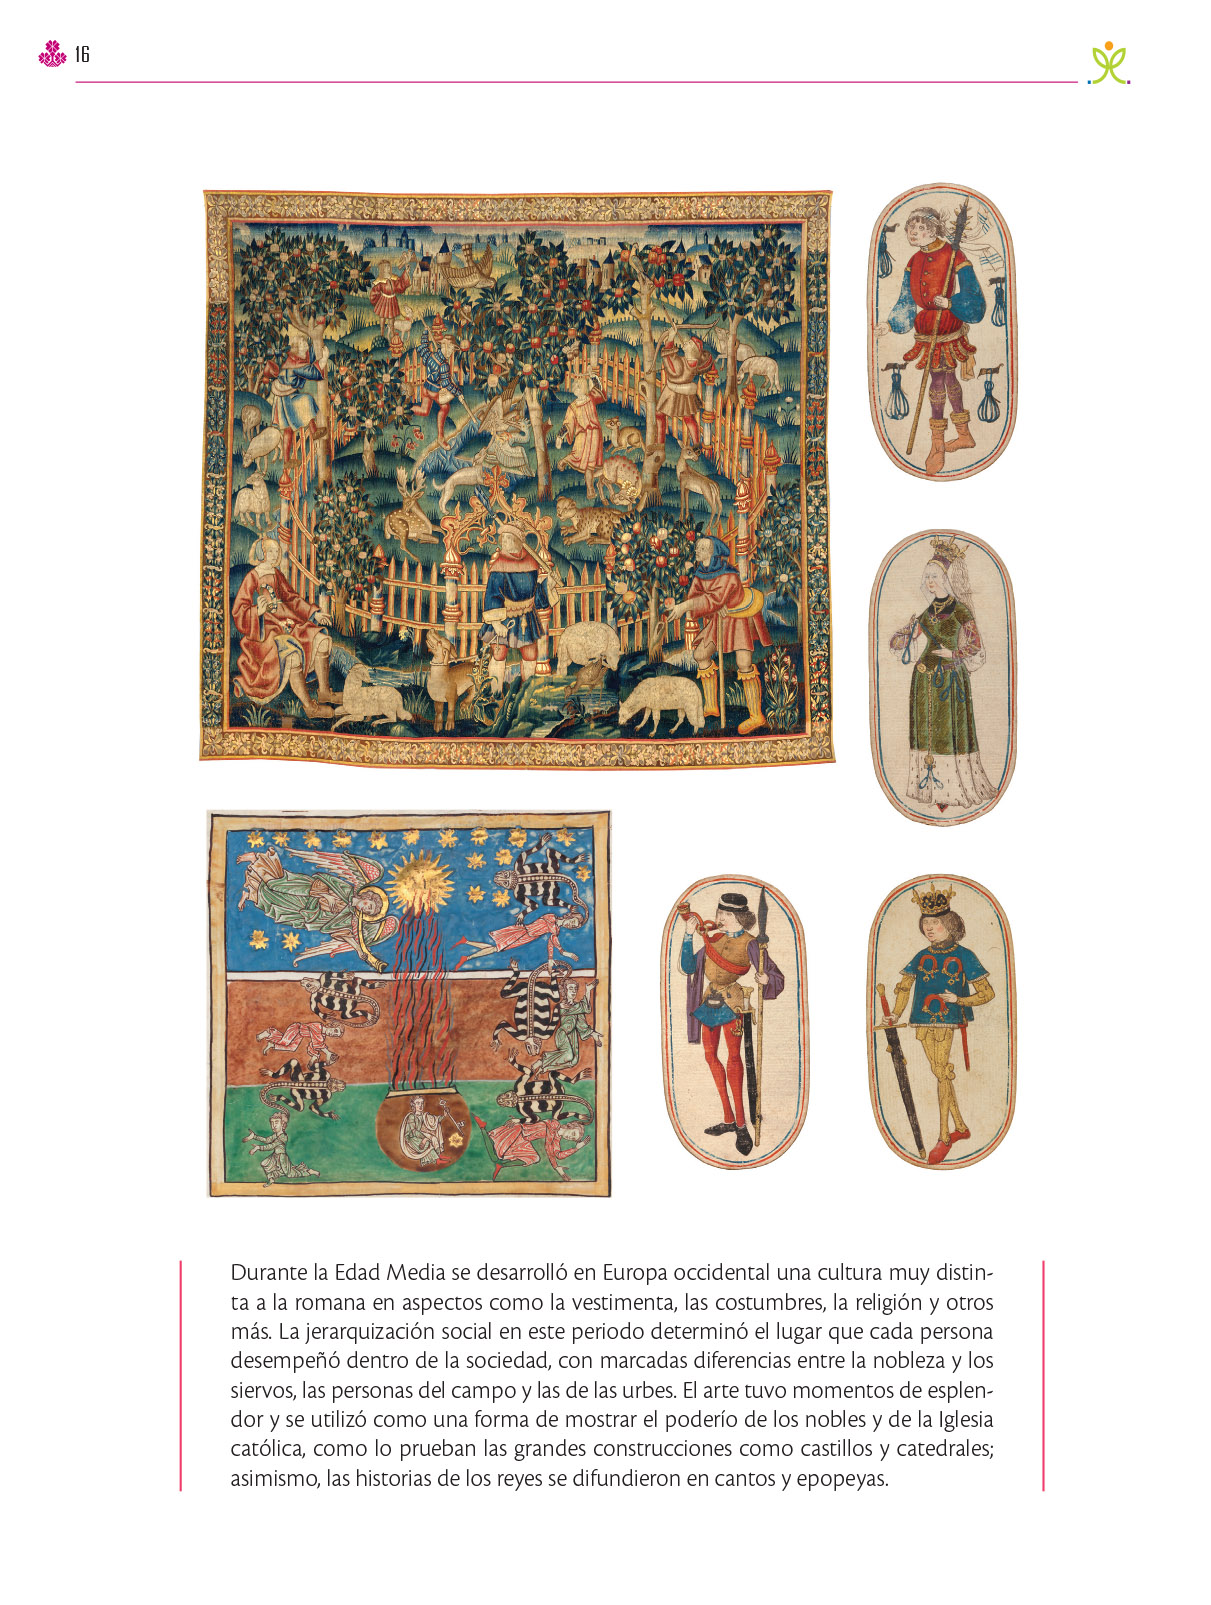 16
Durante la Edad Media se desarrolló en Europa occidental una cultura muy distin-
ta a la romana en aspectos como la vestimenta, las costumbres, la religión y otros
más. La jerarquización social en este periodo determinó el lugar que cada persona
desempeñó dentro de la sociedad, con marcadas diferencias entre la nobleza y los
siervos, las personas del campo y las de las urbes. El arte tuvo momentos de esplen-
dor y se utilizó como una forma de mostrar el poderío de los nobles y de la Iglesia
católica, como lo prueban las grandes construcciones como castillos y catedrales;
asimismo, las historias de los reyes se difundieron en cantos y epopeyas.